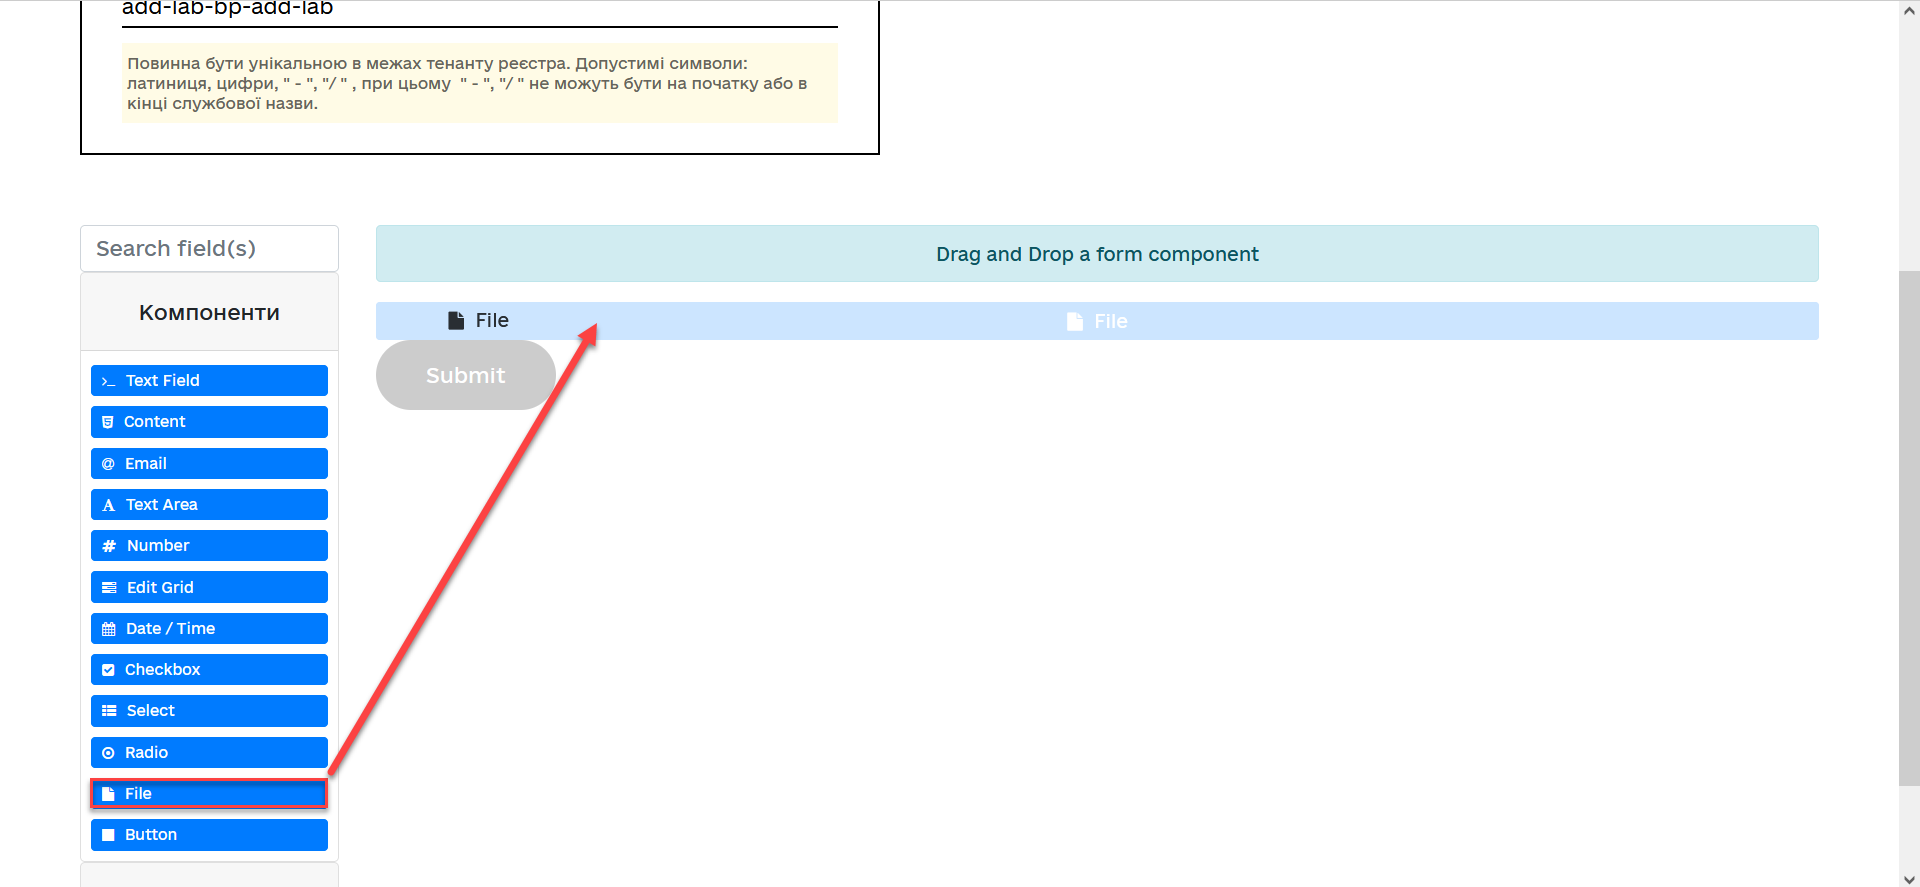 add-lab-bp-add-lab
Повинна бути унікальною в межах тенанту реєстра. Допустимі символи:
латиниця, цифри, " - ", "/ " , при цьому  " - ", "/ " не можуть бути на початку або в
кінці службової назви.
Search field(s)
Drag and Drop a form component
Компоненти
File
File
Submit
Text Field
Content
Email
Text Area
Number
Edit Grid
Date / Time
Checkbox
Select
Radio
File
Button